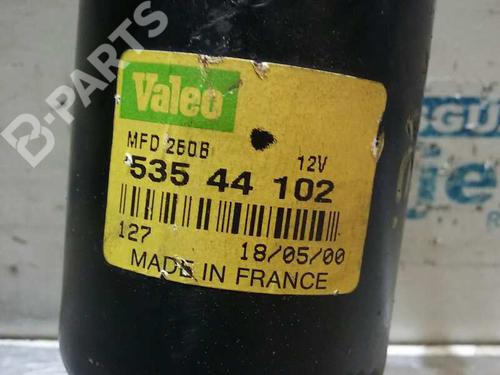 Valeo
MFD 260B 12V
535 44 102
127 18/05/00
MADE IN FRANCE
B-PARTS